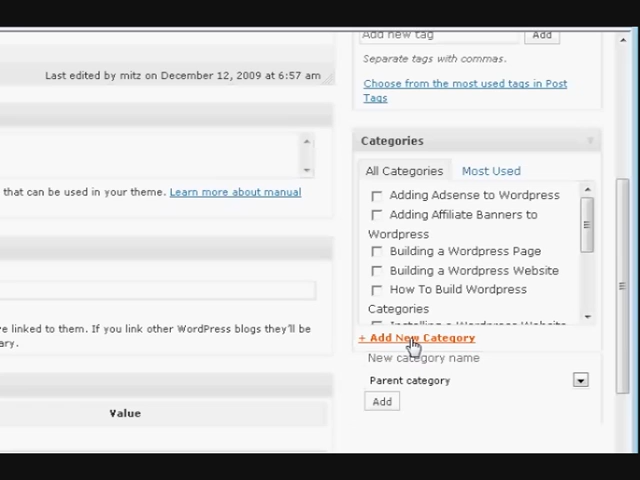 Add new tag
Add
Separate tags with commas.
Last edited by mitz on December 12, 2009 at 6:57 am
Choose from the most used tags in Post
Tags
Categories
All Categories
Most Used
that can be used in your theme. Learn more about manual
Adding Adsense to Wordpress
Adding Affiliate Banners to
Wordpress
Building a Wordpress Page
Building a Wordpress Website
How To Build Wordpress
Categories
Installing a Wordpress Website
ve linked to them. If you link other WordPress blogs they'll be
ary.
+ Add New Category
New category name
Parent category
Add
Value